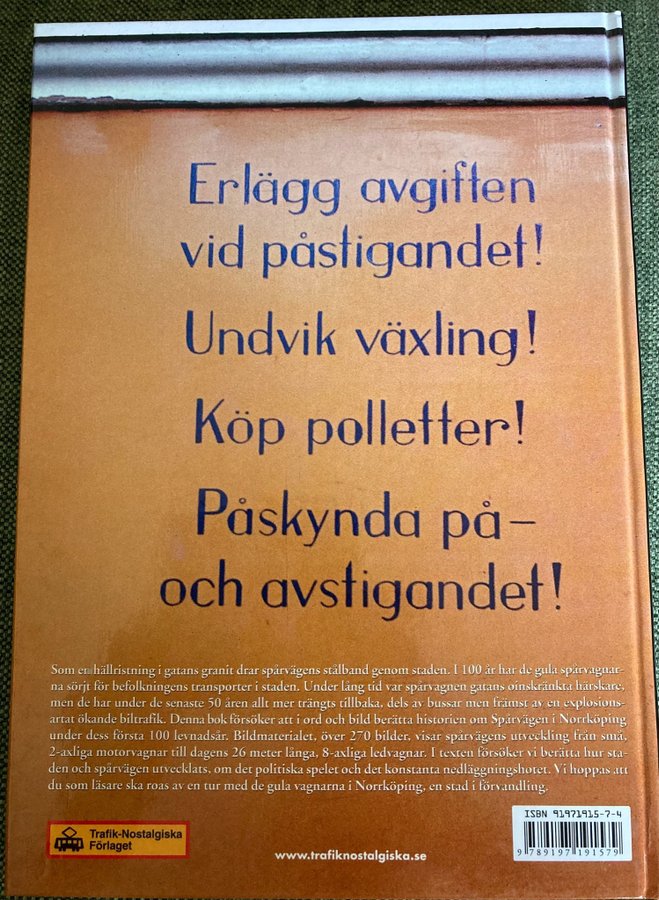 Erlägg avgiften
vid påstigandet!
Undvik växling!
Köp polletter!
Påskynda på–
och avstigandet!
Som en hällristning i gatans granit drar spårvägens stålband genom staden. I 100 år har de gula spårvagnar-
na sörjt för befolkningens transporter i staden. Under lång tid var spårvagnen gatans oinskränkta härskare,
men de har under de senaste 50 åren allt mer trängts tillbaka, dels av bussar men främst av en explosions-
artat ökande biltrafik. Denna bok försöker att i ord och bild berätta historien om Spårvägen i Norrköping
under dess första 100 levnadsår. Bildmaterialet, över 270 bilder, visar spårvägens utveckling från små,
2-axliga motorvagnar till dagens 26 meter långa, 8-axliga ledvagnar. I texten försöker vi berätta hur sta-
den och spårvägen utvecklats, om det politiska spelet och det konstanta nedläggningshotet. Vi hoppas att
du som läsare ska roas av en tur med de gula vagnarna i Norrköping, en stad i förvandling.
Trafik-Nostalgiska
Förlaget
www.trafiknostalgiska.se
ISBN 91971915-7-4
9 789197 191579